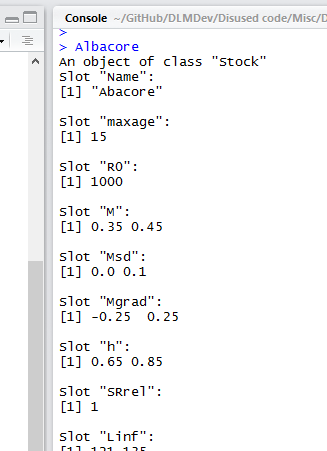 Console ~/GitHub/DLMDev/Disused code/Misc/D
>
> Albacore
An object of class "Stock"
Slot "Name":
[1] "Abacore"
Slot "maxage":
[1] 15
Slot "R0":
[1] 1000
Slot "M":
[1] 0.35 0.45
Slot "Msd":
[1] 0.0 0.1
Slot "Mgrad":
[1] -0.25  0.25
Slot "h":
[1] 0.65 0.85
Slot "SRrel":
[1] 1
Slot "Linf":